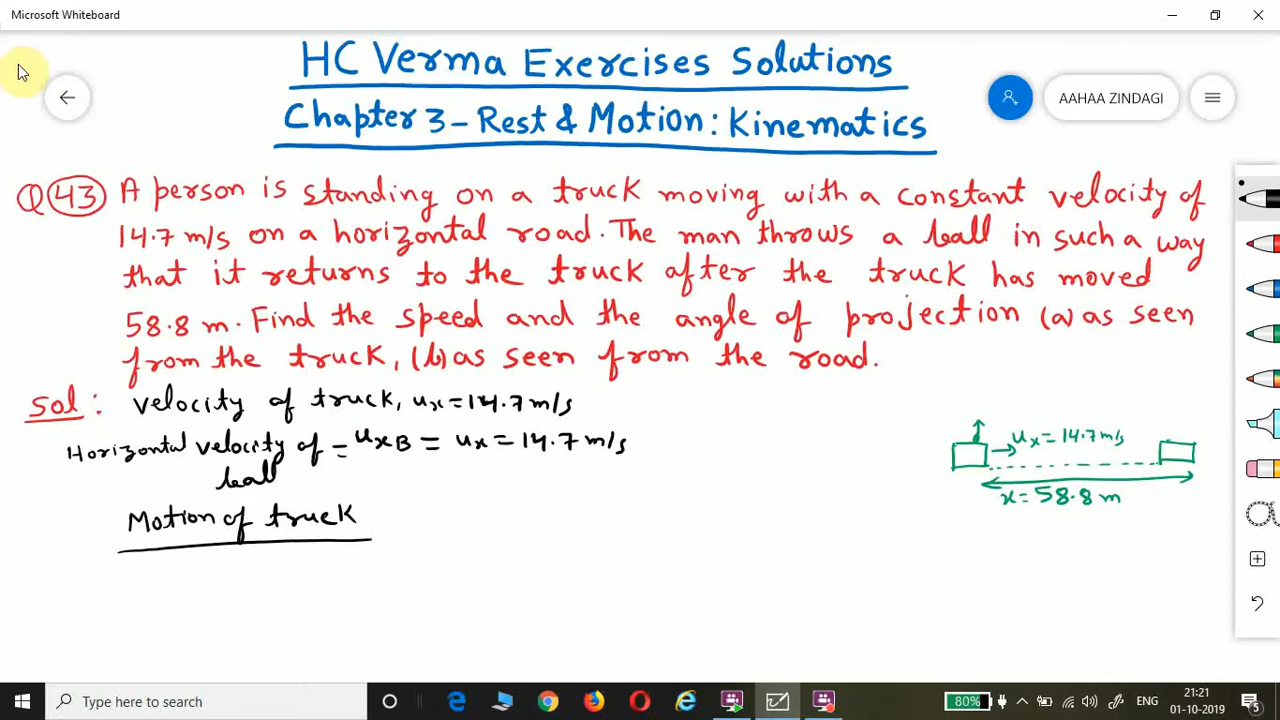 Microsoft Whiteboard
HC Verma Exercises Solutions
Chapter 3 - Rest & Motion : Kinematics
AAHAA ZINDAGI
Q 43 A person is standing on a truck moving with a constant velocity of
14.7 m/s on a horizontal road. The man throws a ball in such a way
that it returns to the truck after the truck has moved
58.8 m. Find the speed and the angle of projection (a) as seen
from the truck, (b) as seen from the road.
Sol : Velocity of truck, ux = 14.7 m/s
Horizontal velocity of = uxB = ux = 14.7 m/s
ball
Motion of truck
ux = 14.7 m/s
x = 58.8 m
Type here to search
80%
ENG
21:21
01-10-2019
5